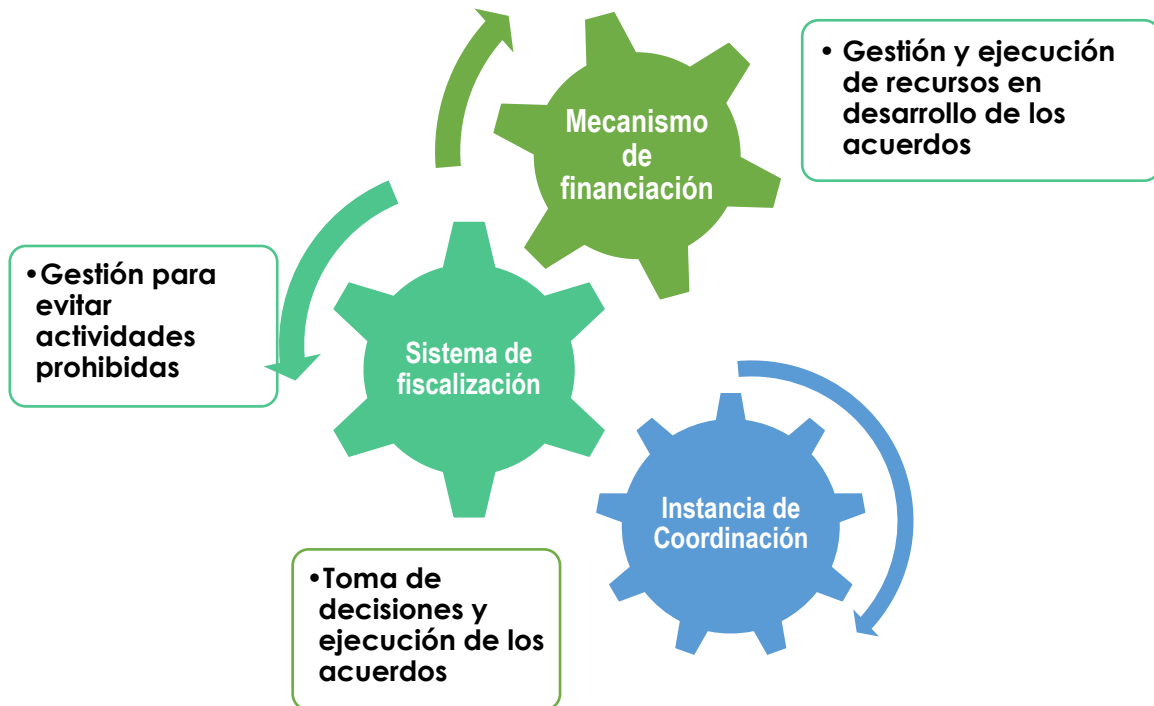 Mecanismo
de
financiación
• Gestión y ejecución
de recursos en
desarrollo de los
acuerdos
•Gestión para
evitar
actividades
prohibidas
Sistema de
fiscalización
Instancia de
Coordinación
•Toma de
decisiones y
ejecución de los
acuerdos